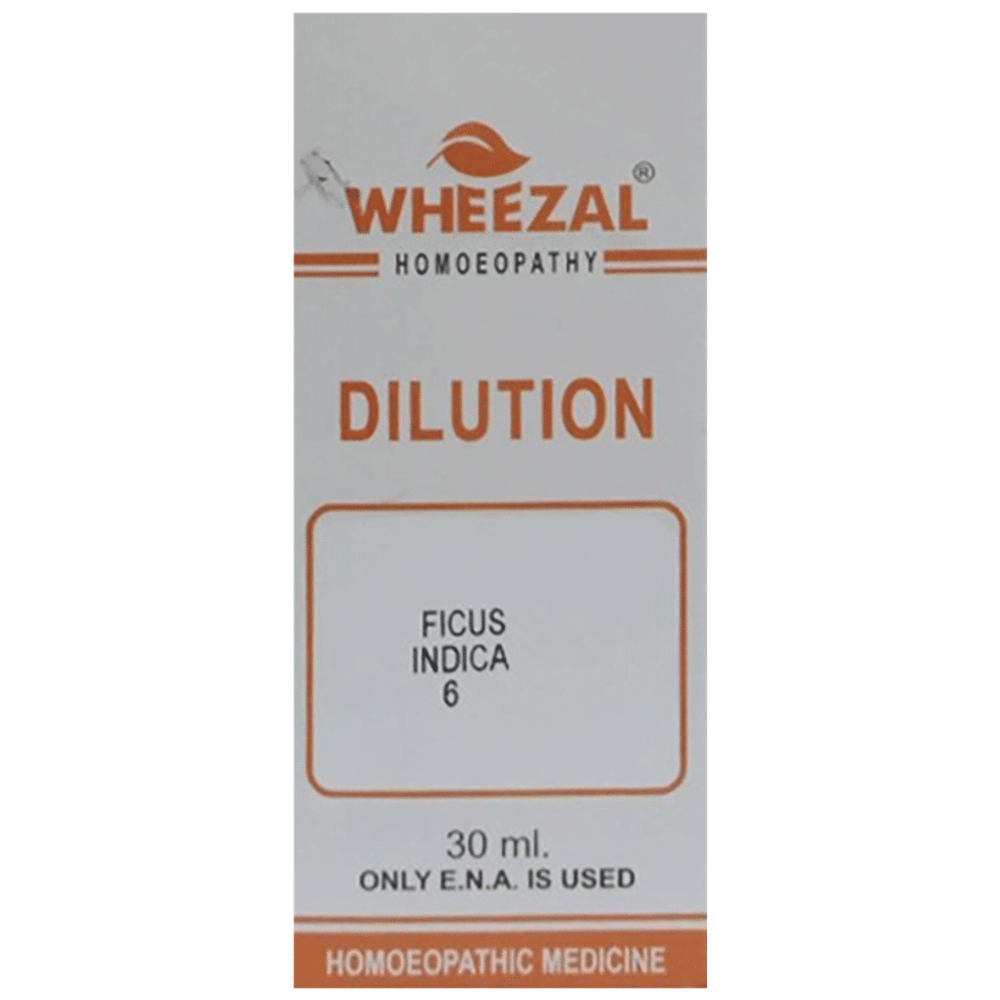 WHEEZAL®
HOMOEOPATHY
DILUTION
FICUS
INDICA
6
30 ml.
ONLY E.N.A. IS USED
HOMOEOPATHIC MEDICINE